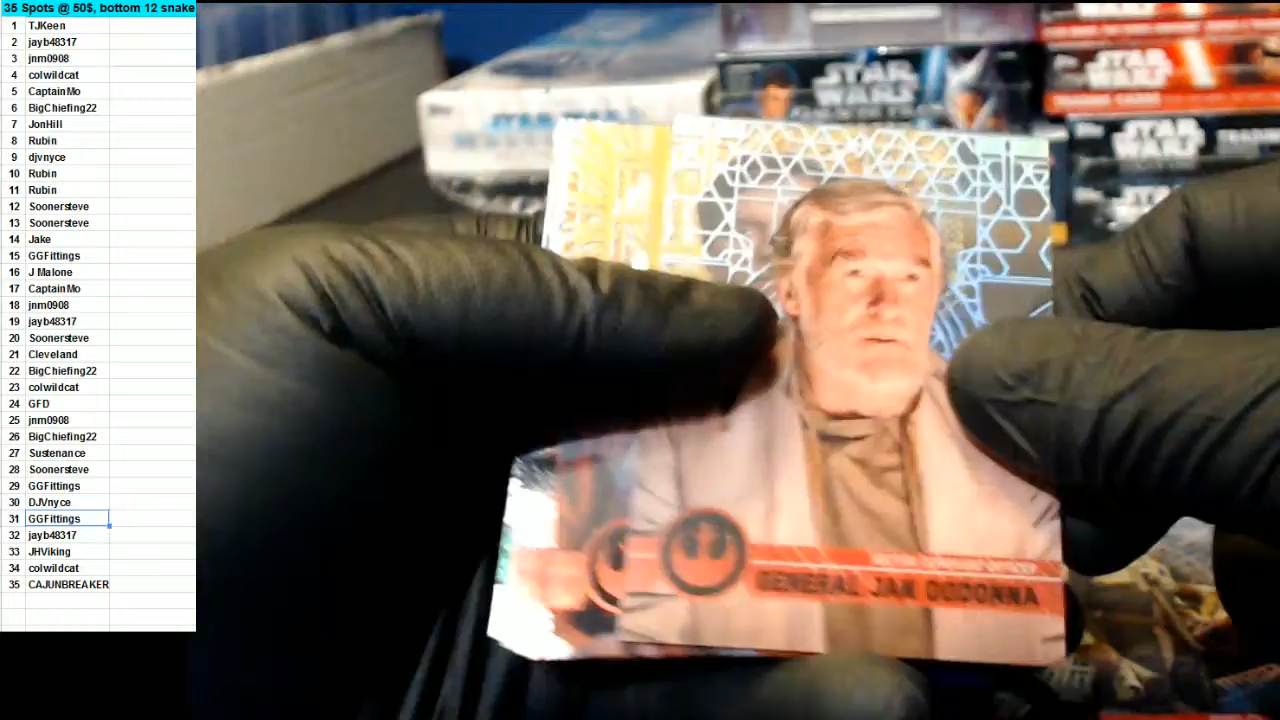 35 Spots @ 50$, bottom 12 snake
1 TJKeen
2 jayb48317
3 jnm0908
4 colwildcat
5 CaptainMo
6 BigChiefing22
7 JonHill
8 Rubin
9 djvnyce
10 Rubin
11 Rubin
12 Soonersteve
13 Soonersteve
14 Jake
15 GGFittings
16 J Malone
17 CaptainMo
18 jnm0908
19 jayb48317
20 Soonersteve
21 Cleveland
22 BigChiefing22
23 colwildcat
24 GFD
25 jnm0908
26 BigChiefing22
27 Sustenance
28 Soonersteve
29 GGFittings
30 DJVnyce
31 GGFittings
32 jayb48317
33 JHViking
34 colwildcat
35 CAJUNBREAKER
STAR WARS
STAR WARS
STAR WARS
STAR WARS
GENERAL JAN DODONNA